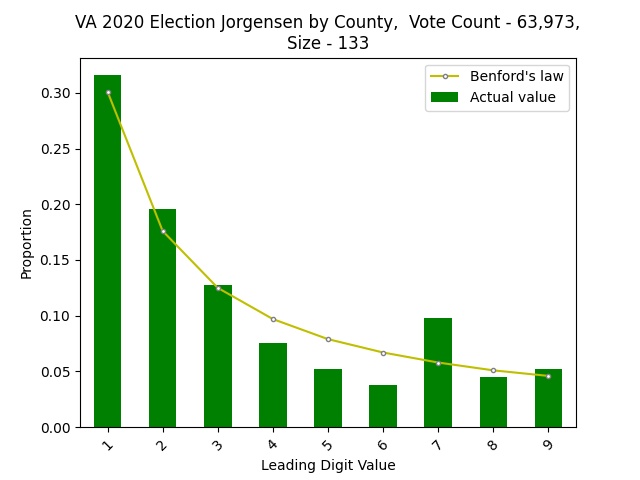 VA 2020 Election Jorgensen by County,  Vote Count - 63,973,
Size - 133
Benford's law
Actual value
0.30
0.25
0.20
0.15
0.10
0.05
0.00
Proportion
1 2 3 4 5 6 7 8 9
Leading Digit Value